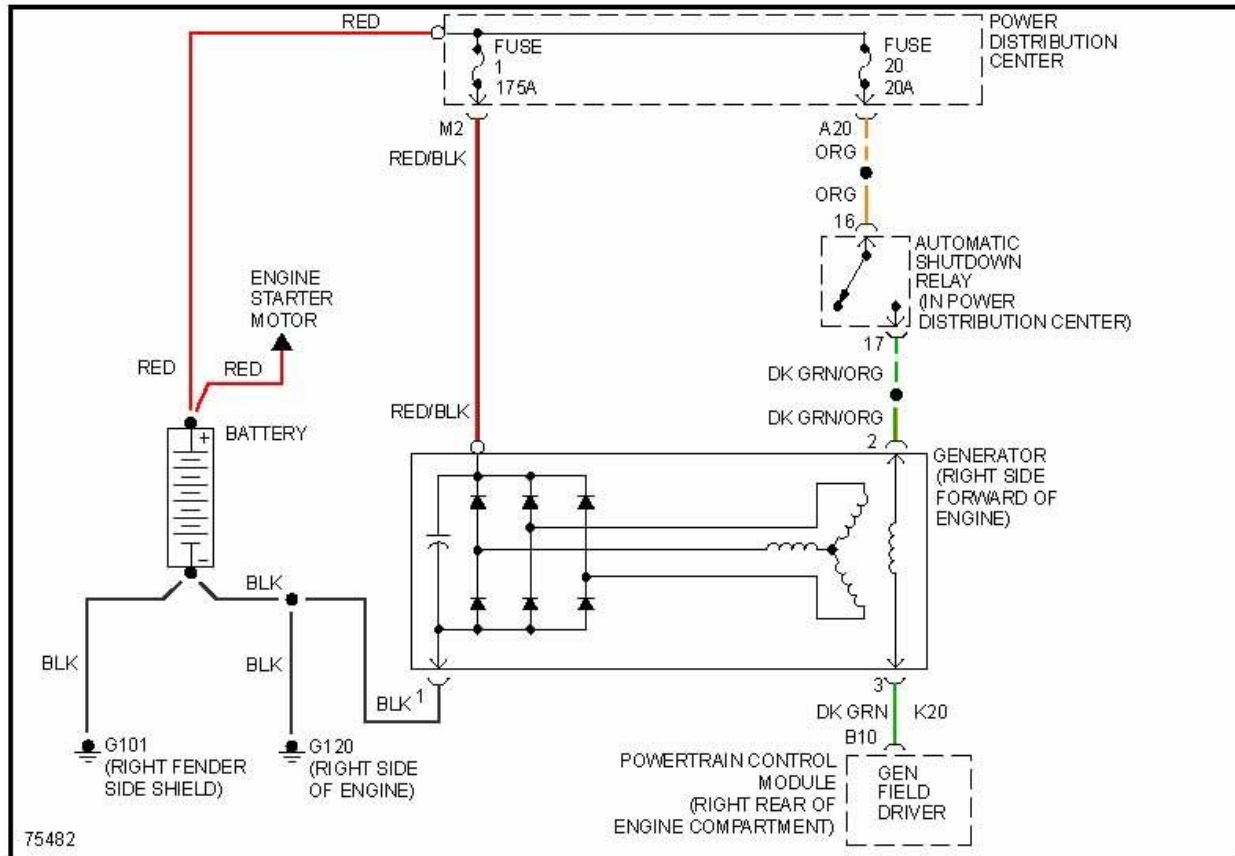 RED
POWER
DISTRIBUTION
CENTER
FUSE
1
175A
FUSE
20
20A
M2
RED/BLK
A20
ORG
ORG
16
AUTOMATIC
SHUTDOWN
RELAY
(IN POWER
DISTRIBUTION CENTER)
17
ENGINE
STARTER
MOTOR
RED
RED
DK GRN/ORG
DK GRN/ORG
2
RED/BLK
BATTERY
+
-
GENERATOR
(RIGHT SIDE
FORWARD OF
ENGINE)
BLK
BLK
BLK
BLK 1
G101
(RIGHT FENDER
SIDE SHIELD)
G120
(RIGHT SIDE
OF ENGINE)
3
DK GRN K20
B10
POWERTRAIN CONTROL
MODULE
(RIGHT REAR OF
ENGINE COMPARTMENT)
GEN
FIELD
DRIVER
75482